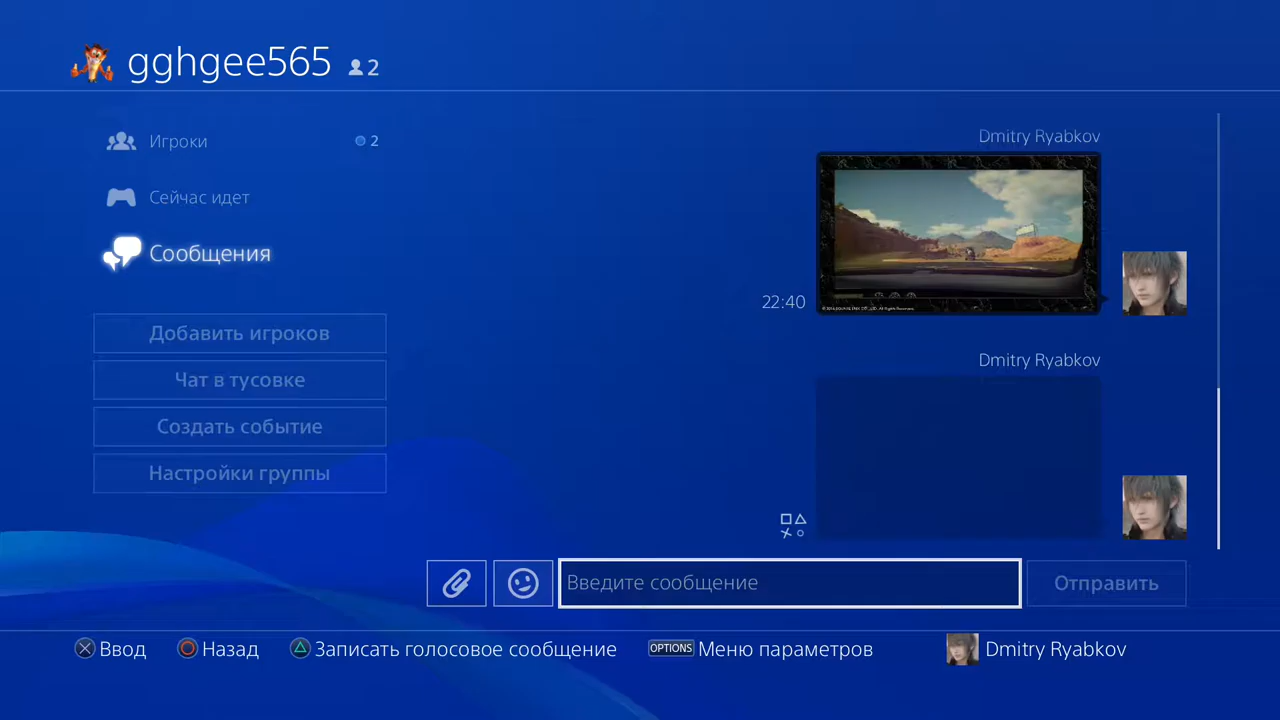 gghgee565 2
Игроки 2
Сейчас идет
Сообщения
Добавить игроков
Чат в тусовке
Создать событие
Настройки группы
Dmitry Ryabkov
22:40
Dmitry Ryabkov
Введите сообщение
Отправить
Ввод
Назад
Записать голосовое сообщение
OPTIONS Меню параметров
Dmitry Ryabkov